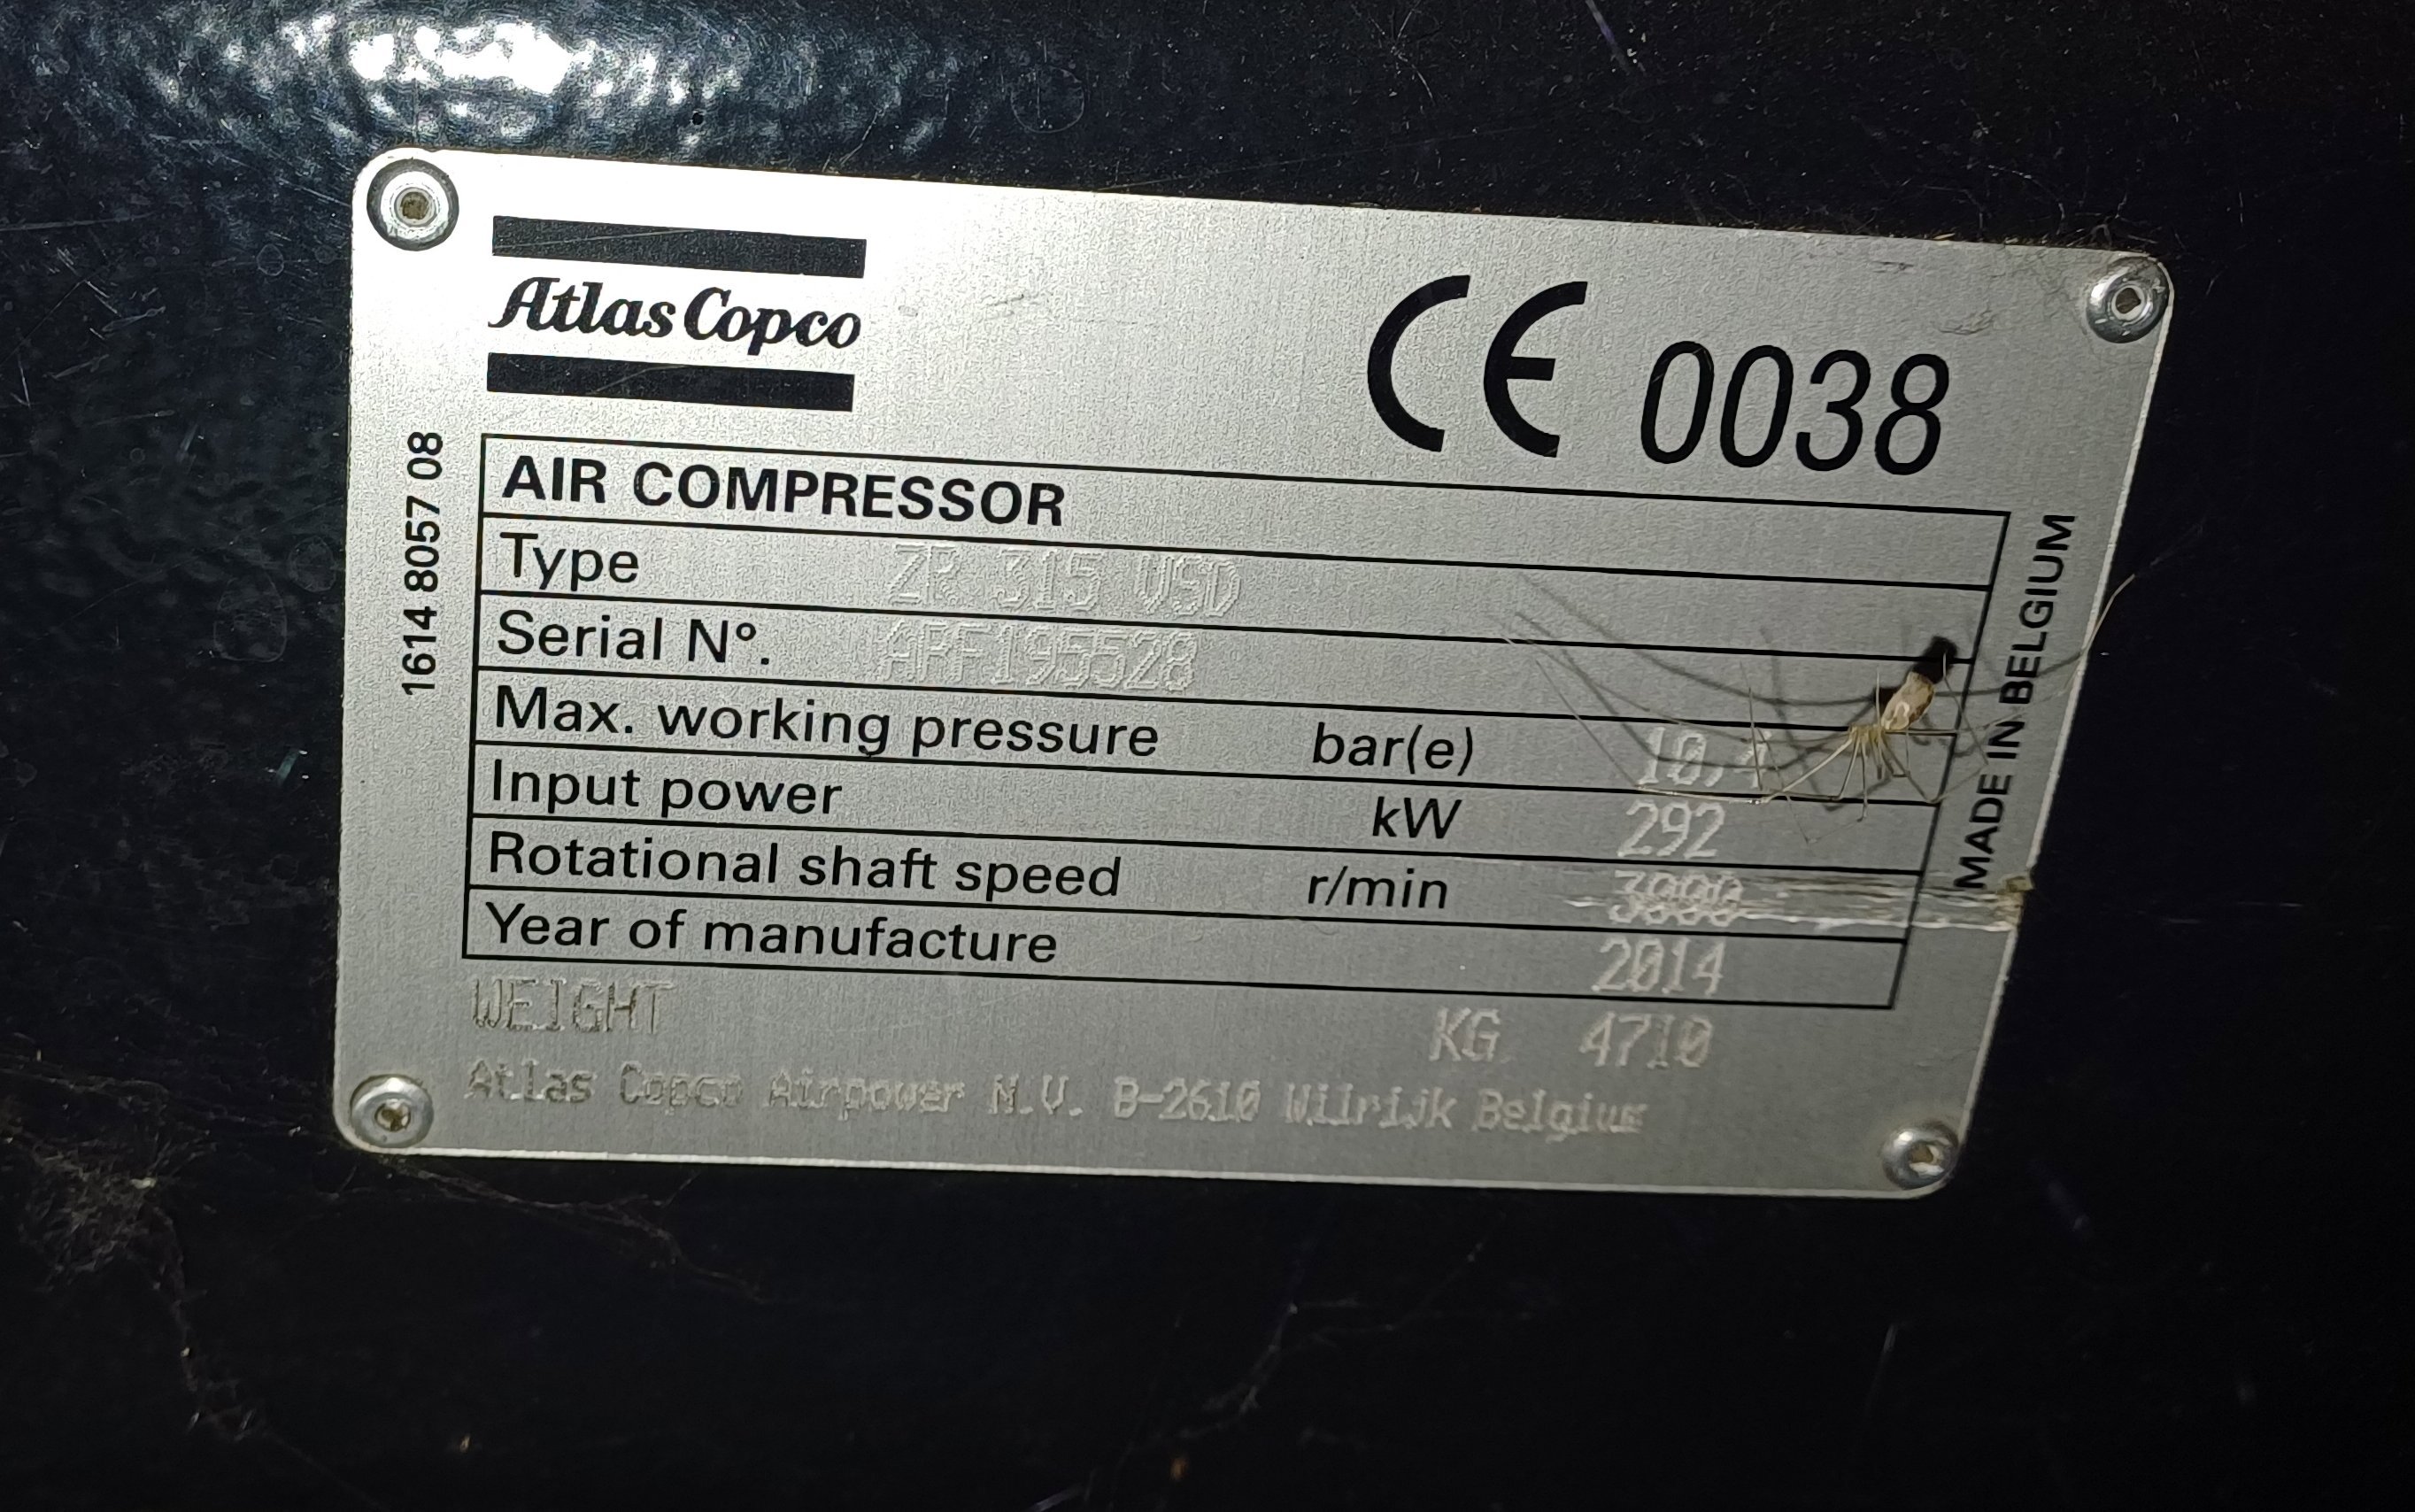 Atlas Copco
CE 0038
1614 8057 08
AIR COMPRESSOR
Type ZR 315 VSD
Serial N°. APF195528
Max. working pressure bar(e) 10,4
Input power kW 292
Rotational shaft speed r/min
Year of manufacture 2014
WEIGHT KG 4710
Atlas Copco Airpower N.V. B-2610 Wilrijk Belgium
MADE IN BELGIUM